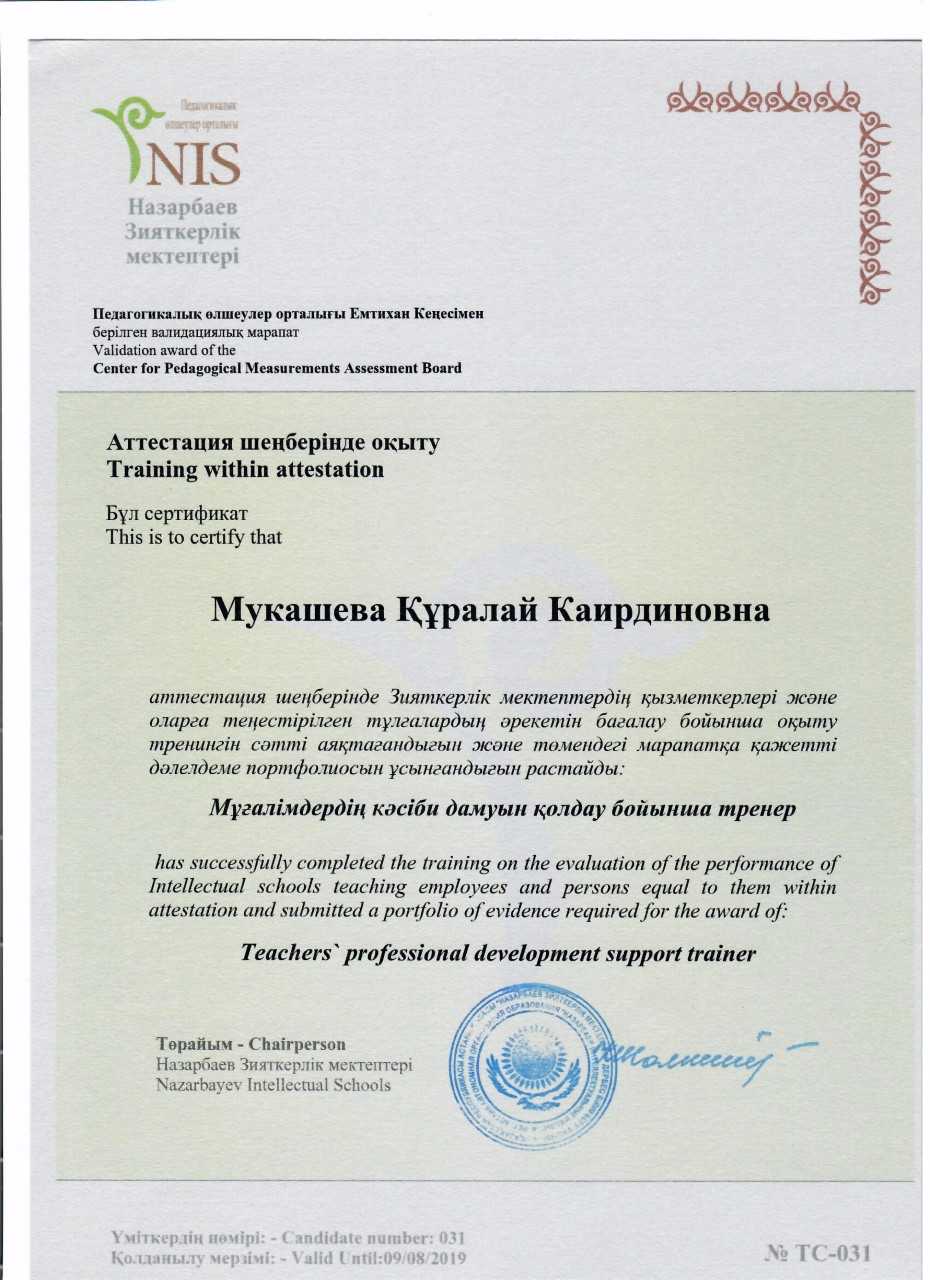 Педагогикалық
өлшеулер орталығы
NIS
Назарбаев
Зияткерлік
мектептері
Педагогикалық өлшеулер орталығы Емтихан Кеңесімен
берілген валидациялық марапат
Validation award of the
Center for Pedagogical Measurements Assessment Board
Аттестация шеңберінде оқыту
Training within attestation
Бұл сертификат
This is to certify that
Мукашева Құралай Каирдиновна
аттестация шеңберінде Зияткерлік мектептердің қызметкерлері және
оларга теңестірілген тұлгалардың әрекетін багалау бойынша оқыту
тренингін сәтті аяқтагандыгын және төмендегі марапатқа қажетті
дәлелдеме портфолиосын ұсынгандыгын растайды:
Мұғалімдердің кәсіби дамуын қолдау бойынша тренер
has successfully completed the training on the evaluation of the performance of
Intellectual schools teaching employees and persons equal to them within
attestation and submitted a portfolio of evidence required for the award of:
Teachers` professional development support trainer
Төрайым - Chairperson
Назарбаев Зияткерлік мектептері
Nazarbayev Intellectual Schools
Үміткердің нөмірі: - Candidate number: 031
Қолданылу мерзімі: - Valid Until:09/08/2019
№ TC-031